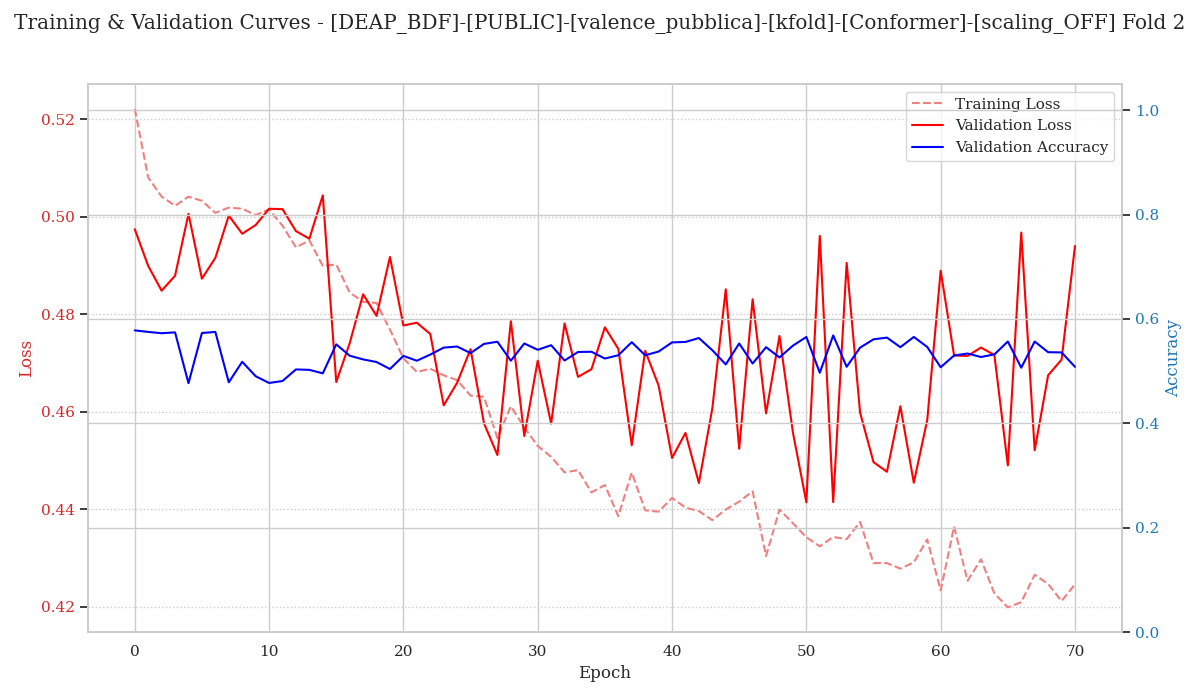 Training & Validation Curves - [DEAP_BDF]-[PUBLIC]-[valence_pubblica]-[kfold]-[Conformer]-[scaling_OFF] Fold 2
Training Loss
Validation Loss
Validation Accuracy
Loss
0.52
0.50
0.48
0.46
0.44
0.42
1.0
0.8
0.6
0.4
0.2
0.0
Accuracy
0 10 20 30 40 50 60 70
Epoch